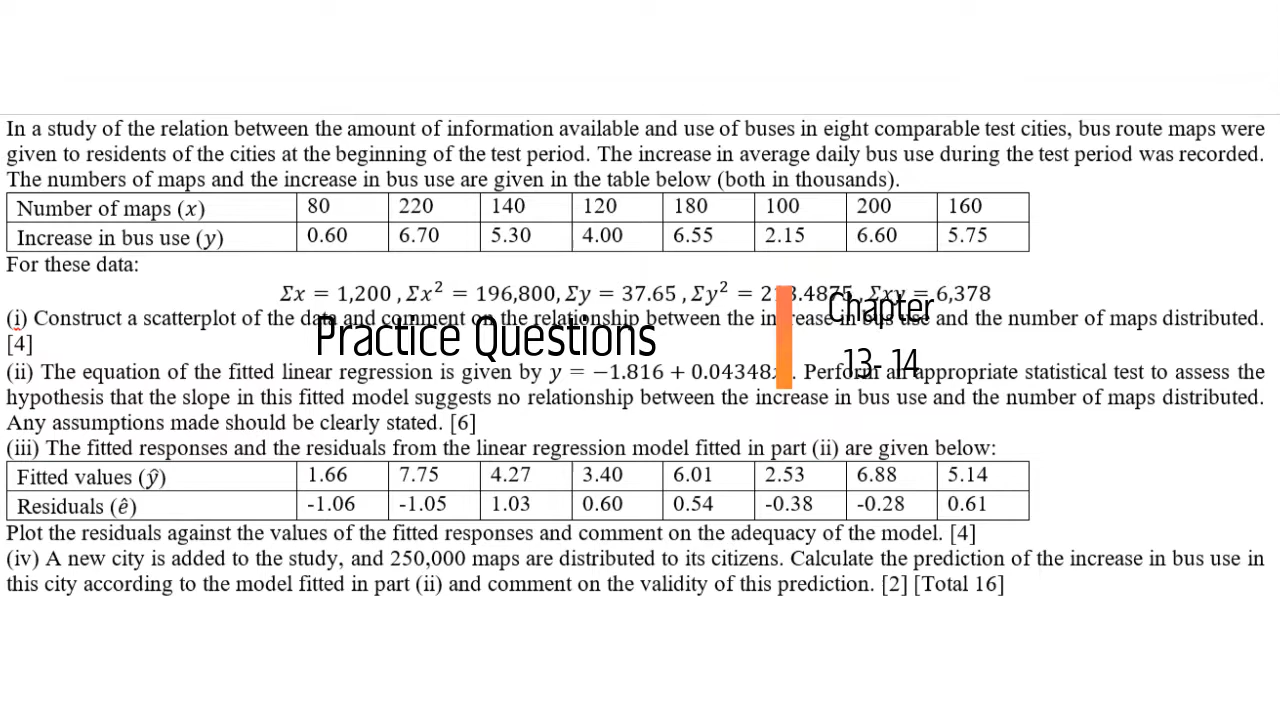 In a study of the relation between the amount of information available and use of buses in eight comparable test cities, bus route maps were
given to residents of the cities at the beginning of the test period. The increase in average daily bus use during the test period was recorded.
The numbers of maps and the increase in bus use are given in the table below (both in thousands).
Number of maps (x) 80 220 140 120 180 100 200 160
Increase in bus use (y) 0.60 6.70 5.30 4.00 6.55 2.15 6.60 5.75
For these data:
Σx = 1,200 , Σx² = 196,800, Σy = 37.65 , Σy² = 2 3.4875, Σxy = 6,378
(i) Construct a scatterplot of the data and comment on the relationship between the increase in bus use and the number of maps distributed.
[4]
Practice Questions
Chapter
13- 14
(ii) The equation of the fitted linear regression is given by y = −1.816 + 0.04348x. Perform an appropriate statistical test to assess the
hypothesis that the slope in this fitted model suggests no relationship between the increase in bus use and the number of maps distributed.
Any assumptions made should be clearly stated. [6]
(iii) The fitted responses and the residuals from the linear regression model fitted in part (ii) are given below:
Fitted values (ŷ) 1.66 7.75 4.27 3.40 6.01 2.53 6.88 5.14
Residuals (ê) -1.06 -1.05 1.03 0.60 0.54 -0.38 -0.28 0.61
Plot the residuals against the values of the fitted responses and comment on the adequacy of the model. [4]
(iv) A new city is added to the study, and 250,000 maps are distributed to its citizens. Calculate the prediction of the increase in bus use in
this city according to the model fitted in part (ii) and comment on the validity of this prediction. [2] [Total 16]